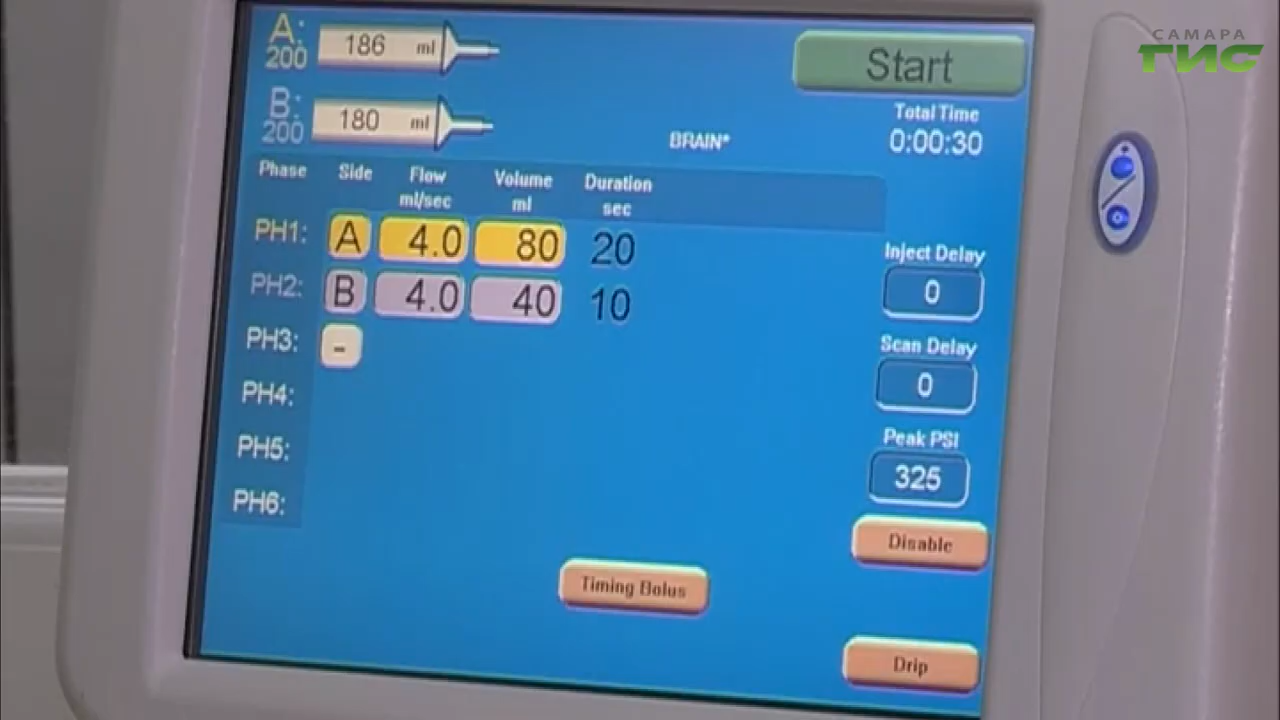 САМАРА
ГИС
A:
200
186 ml
B:
200
180 ml
Start
Total Time
0:00:30
BRAIN*
Phase Side Flow ml/sec Volume ml Duration sec
PH1: A 4.0 80 20
PH2: B 4.0 40 10
PH3: -
PH4:
PH5:
PH6:
Inject Delay
0
Scan Delay
0
Peak PSI
325
Disable
Timing Bolus
Drip